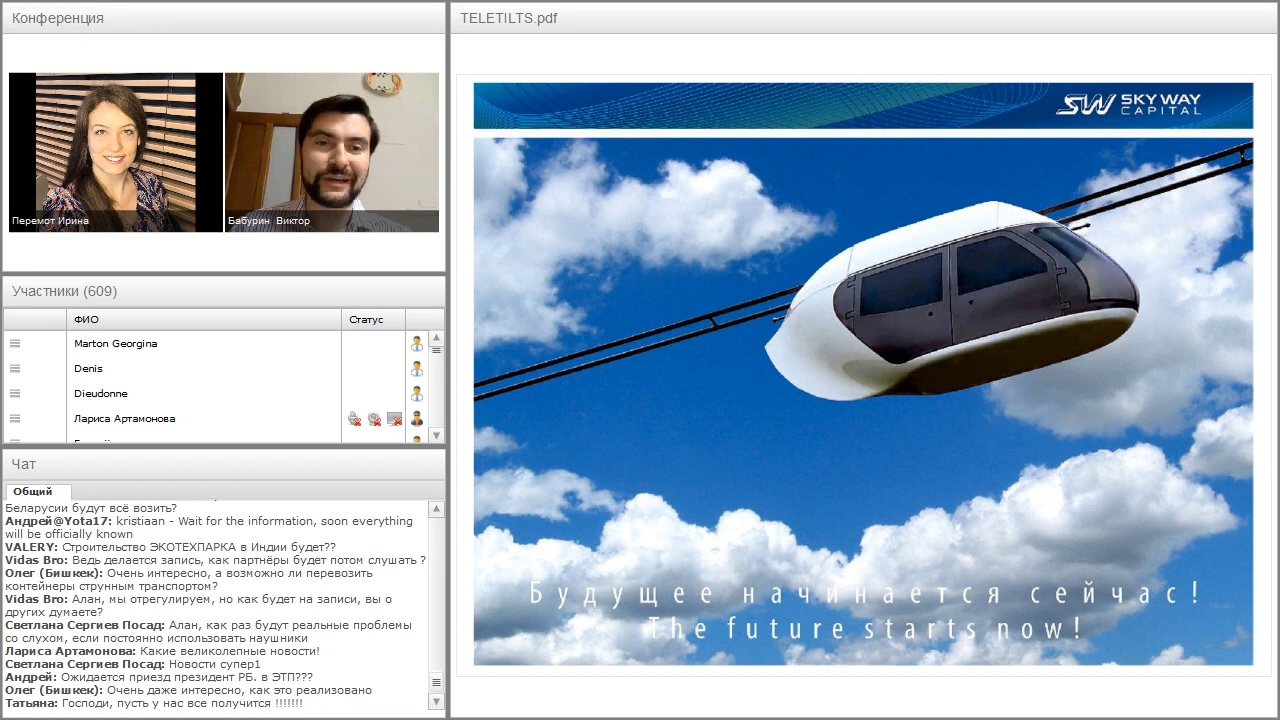 Конференция
Перемот Ирина
Бабурин Виктор
Участники (609)
ФИО
Статус
Marton Georgina
Denis
Dieudonne
Лариса Артамонова
Чат
Общий
Беларусии будут всё возить?
Андрей@Yota17: kristiaan - Wait for the information, soon everything
will be officially known
VALERY: Строительство ЭКОТЕХПАРКА в Индии будет??
Vidas Bro: Ведь делается запись, как партнёры будет потом слушать ?
Олег (Бишкек): Очень интересно, а возможно ли перевозить
контейнеры струнным транспортом?
Vidas Bro: Алан, мы отрегулируем, но как будет на записи, вы о
других думаете?
Светлана Сергиев Посад: Алан, как раз будут реальные проблемы
со слухом, если постоянно использовать наушники
Лариса Артамонова: Какие великолепные новости!
Светлана Сергиев Посад: Новости супер1
Андрей: Ожидается приезд президент РБ. в ЭТП???
Олег (Бишкек): Очень даже интересно, как это реализовано
Татьяна: Господи, пусть у нас все получится !!!!!!!
TELETILTS.pdf
SW SKY WAY
CAPITAL
Будущее начинается сейчас!
The future starts now!